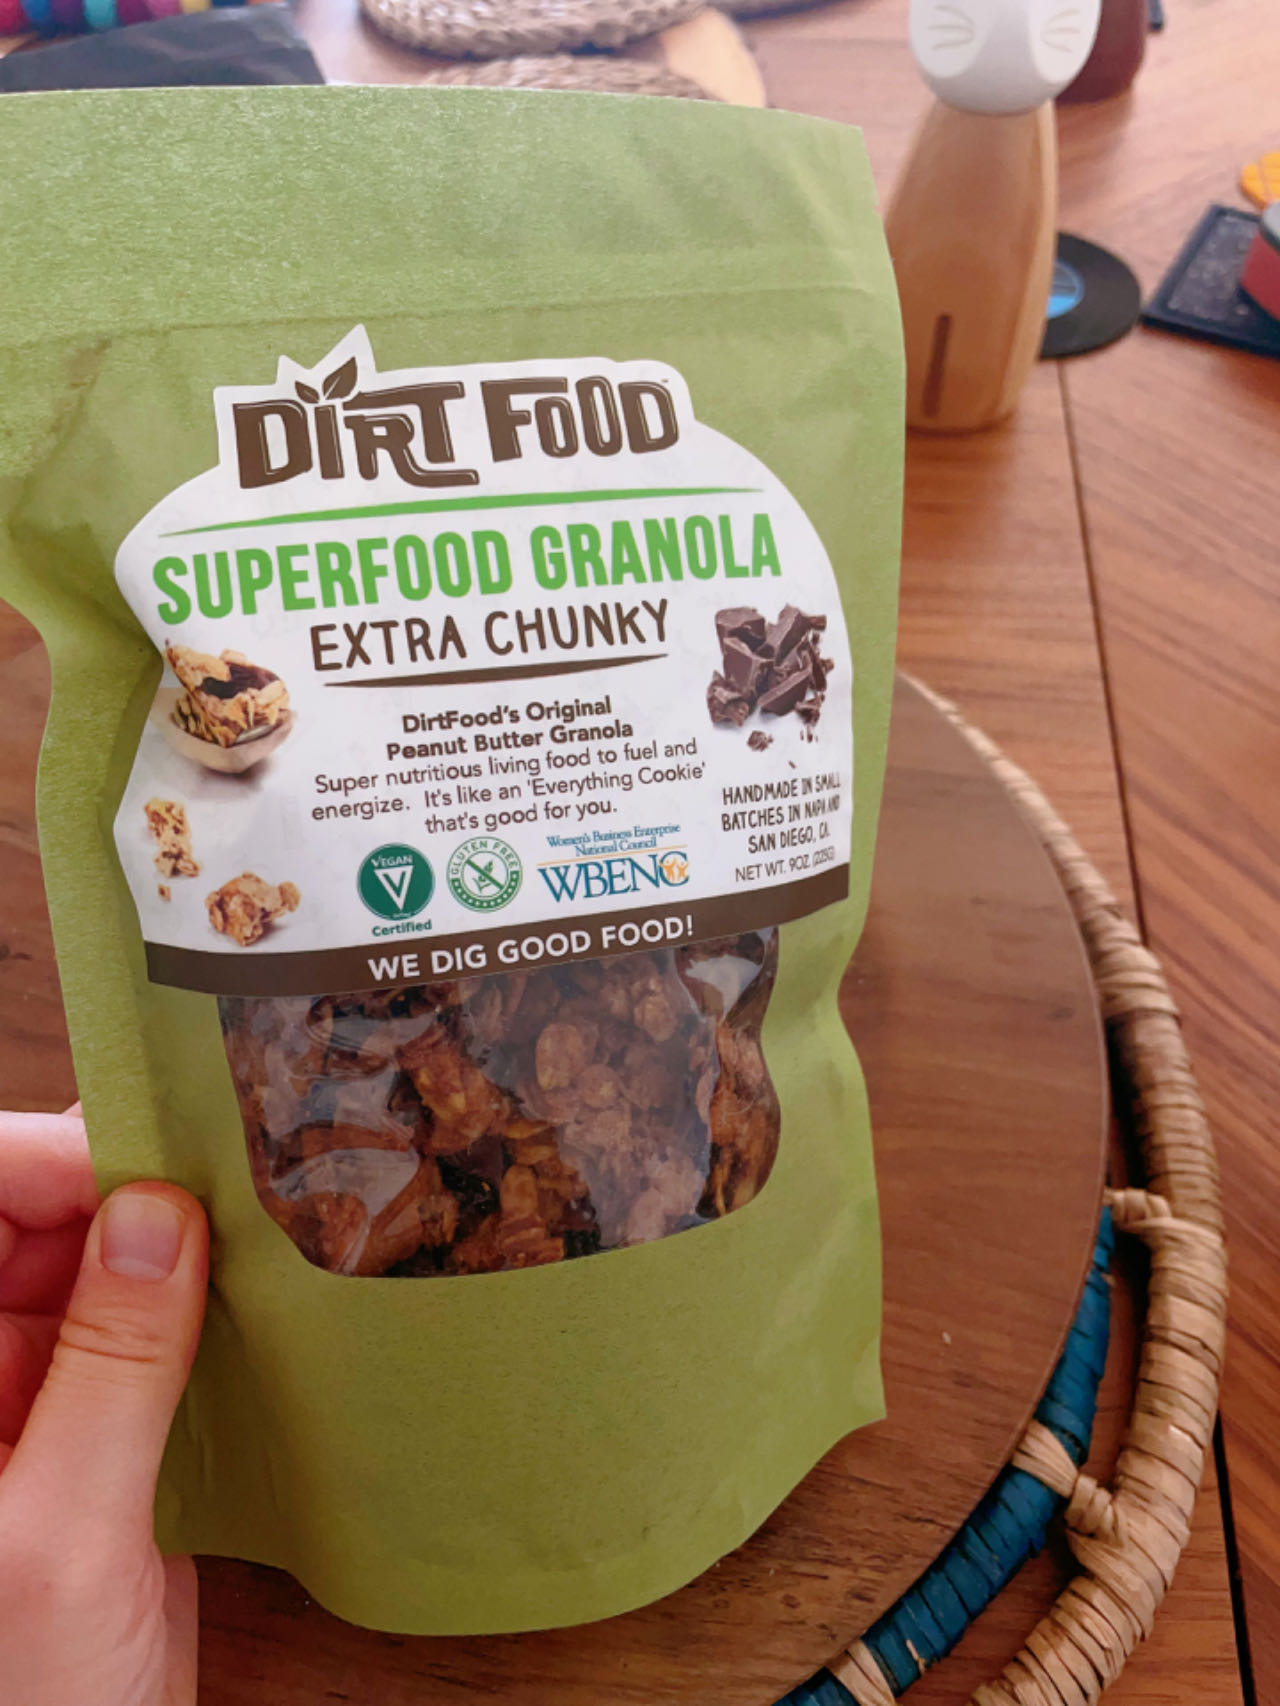 DIRT FOOD
SUPERFOOD GRANOLA
EXTRA CHUNKY
DirtFood's Original
Peanut Butter Granola
Super nutritious living food to fuel and
energize. It's like an 'Everything Cookie'
that's good for you.
HANDMADE IN SMALL
BATCHES IN NAPA AND
SAN DIEGO, CA.
NET WT. 9OZ
VEGAN
V
Certified
GLUTEN FREE
Women's Business Enterprise
National Council
WBENC
WE DIG GOOD FOOD!